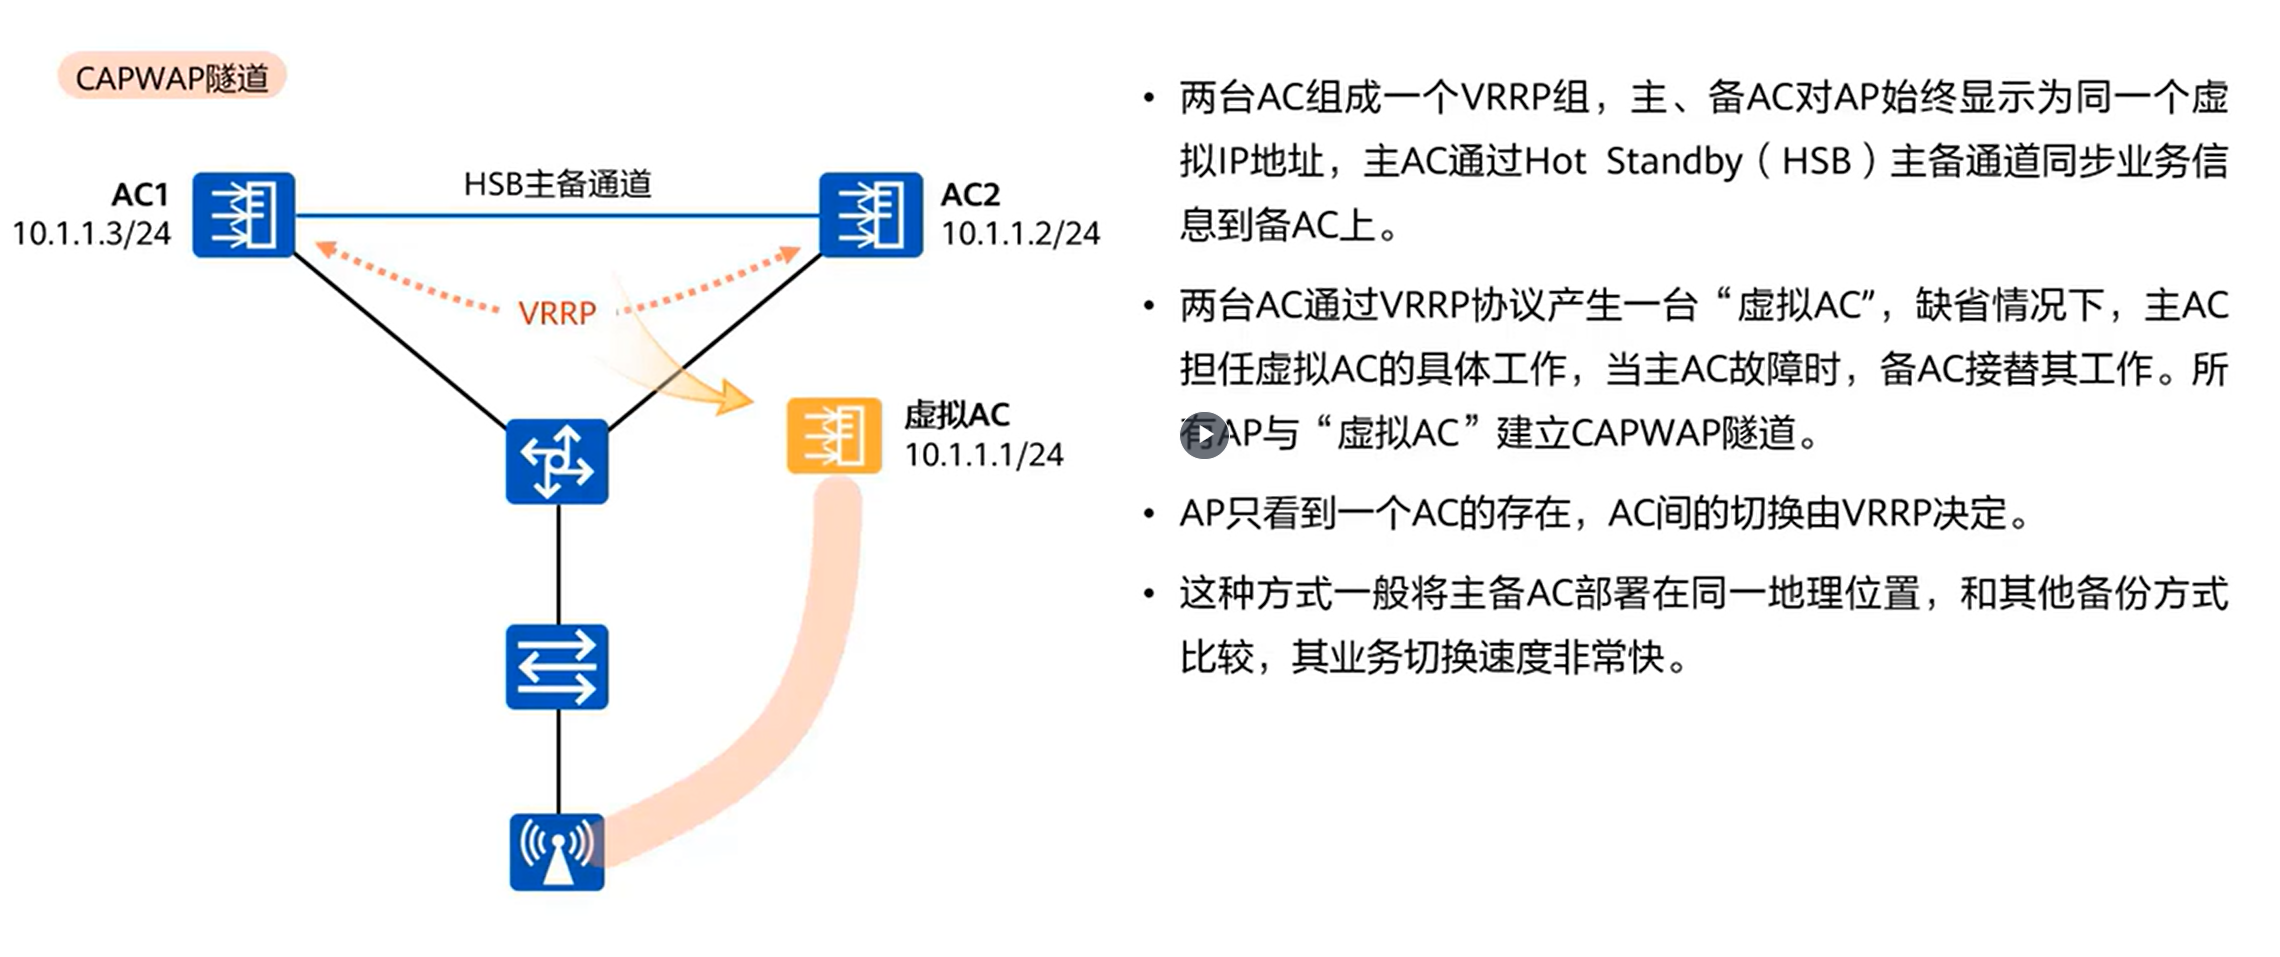 CAPWAP隧道
HSB主备通道
AC1
10.1.1.3/24
AC2
10.1.1.2/24
VRRP
虚拟AC
10.1.1.1/24
• 两台AC组成一个VRRP组，主、备AC对AP始终显示为同一个虚
拟IP地址，主AC通过Hot Standby（HSB）主备通道同步业务信
息到备AC上。
• 两台AC通过VRRP协议产生一台“虚拟AC”，缺省情况下，主AC
担任虚拟AC的具体工作，当主AC故障时，备AC接替其工作。所
有AP与“虚拟AC”建立CAPWAP隧道。
• AP只看到一个AC的存在，AC间的切换由VRRP决定。
• 这种方式一般将主备AC部署在同一地理位置，和其他备份方式
比较，其业务切换速度非常快。